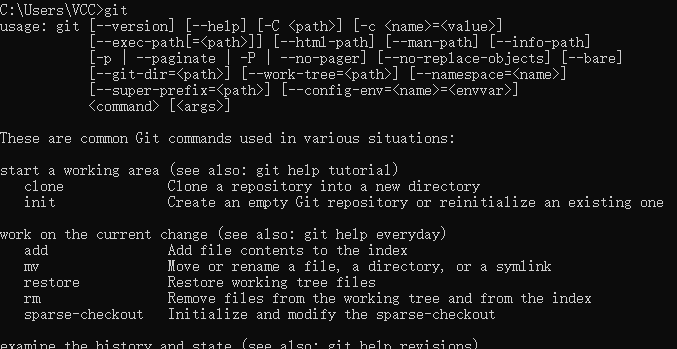 C:\Users\VCC>git
usage: git [--version] [--help] [-C <path>] [-c <name>=<value>]
           [--exec-path[=<path>]] [--html-path] [--man-path] [--info-path]
           [-p | --paginate | -P | --no-pager] [--no-replace-objects] [--bare]
           [--git-dir=<path>] [--work-tree=<path>] [--namespace=<name>]
           [--super-prefix=<path>] [--config-env=<name>=<envvar>]
           <command> [<args>]

These are common Git commands used in various situations:

start a working area (see also: git help tutorial)
   clone             Clone a repository into a new directory
   init              Create an empty Git repository or reinitialize an existing one

work on the current change (see also: git help everyday)
   add               Add file contents to the index
   mv                Move or rename a file, a directory, or a symlink
   restore           Restore working tree files
   rm                Remove files from the working tree and from the index
   sparse-checkout   Initialize and modify the sparse-checkout

examine the history and state (see also: git help revisions)